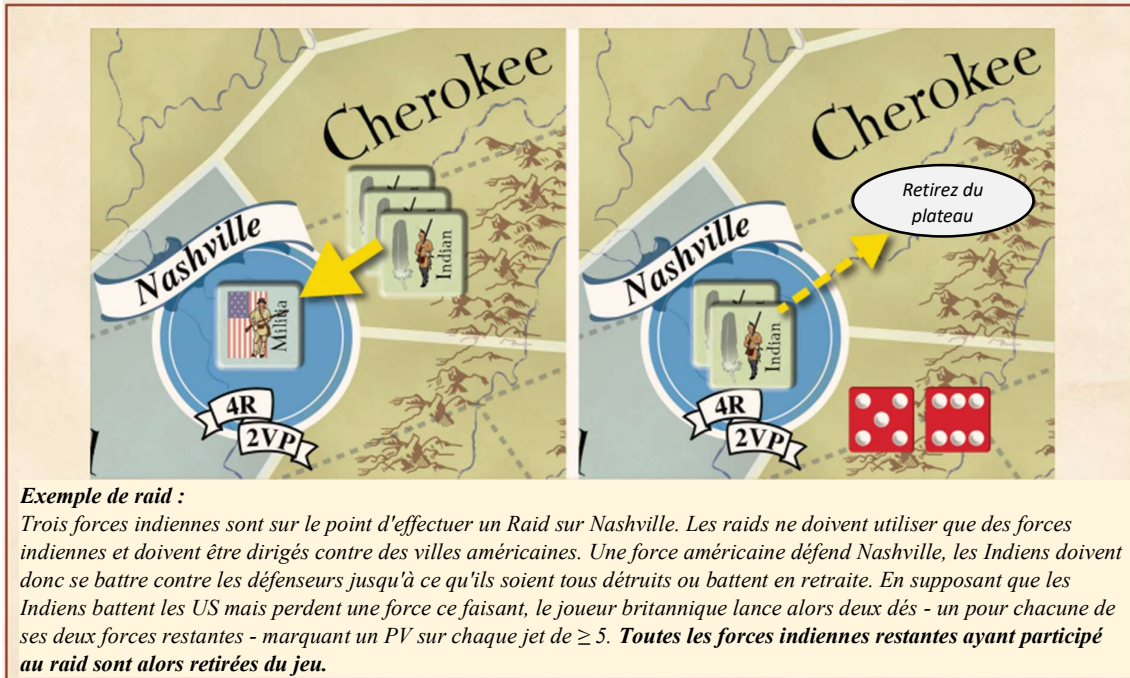 Cherokee
Nashville
Indian
Militia
4R
2VP
Cherokee
Retirez du
plateau
Nashville
Indian
4R
2VP
Exemple de raid :
Trois forces indiennes sont sur le point d'effectuer un Raid sur Nashville. Les raids ne doivent utiliser que des forces
indiennes et doivent être dirigés contre des villes américaines. Une force américaine défend Nashville, les Indiens doivent
donc se battre contre les défenseurs jusqu'à ce qu'ils soient tous détruits ou battent en retraite. En supposant que les
Indiens battent les US mais perdent une force ce faisant, le joueur britannique lance alors deux dés - un pour chacune de
ses deux forces restantes - marquant un PV sur chaque jet de ≥ 5. Toutes les forces indiennes restantes ayant participé
au raid sont alors retirées du jeu.